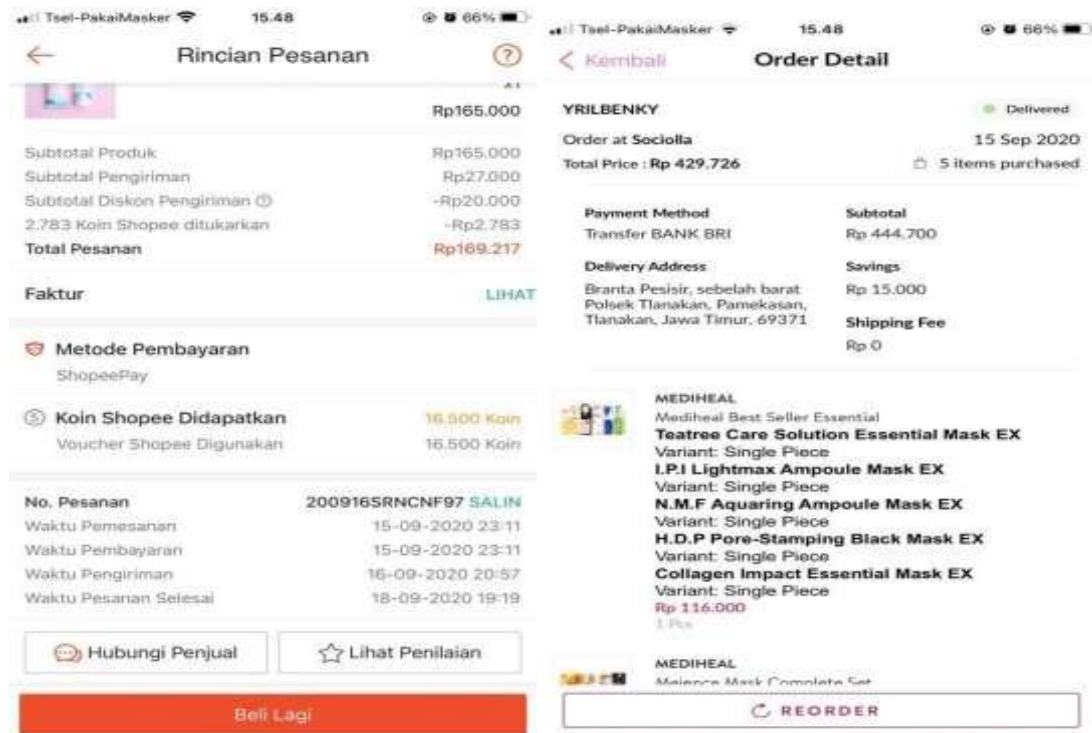 Tsel-PakaiMasker 15.48 66%
Rincian Pesanan
x1
Rp165.000
Subtotal Produk Rp165.000
Subtotal Pengiriman Rp27.000
Subtotal Diskon Pengiriman -Rp20.000
2.783 Koin Shopee ditukarkan -Rp2.783
Total Pesanan Rp169.217
Faktur LIHAT
Metode Pembayaran
ShopeePay
Koin Shopee Didapatkan 16.500 Koin
Voucher Shopee Digunakan 16.500 Koin
No. Pesanan 200916SRNCNF97 SALIN
Waktu Pemesanan 15-09-2020 23:11
Waktu Pembayaran 15-09-2020 23:11
Waktu Pengiriman 16-09-2020 20:57
Waktu Pesanan Selesai 18-09-2020 19:19
Hubungi Penjual Lihat Penilaian
Beli Lagi
Tsel-PakaiMasker 15.48 66%
Kembali Order Detail
YRILBENKY Delivered
Order at Sociolla 15 Sep 2020
Total Price : Rp 429.726 5 items purchased
Payment Method
Transfer BANK BRI
Subtotal
Rp 444.700
Delivery Address
Branta Pesisir, sebelah barat
Polsek Tlanakan, Pamekasan,
Tlanakan, Jawa Timur, 69371
Savings
Rp 15.000
Shipping Fee
Rp 0
MEDIHEAL
Mediheal Best Seller Essential
Teatree Care Solution Essential Mask EX
Variant: Single Piece
I.P.I Lightmax Ampoule Mask EX
Variant: Single Piece
N.M.F Aquaring Ampoule Mask EX
Variant: Single Piece
H.D.P Pore-Stamping Black Mask EX
Variant: Single Piece
Collagen Impact Essential Mask EX
Variant: Single Piece
Rp 116.000
1 Pcs
MEDIHEAL
Meience Mask Complete Set
REORDER